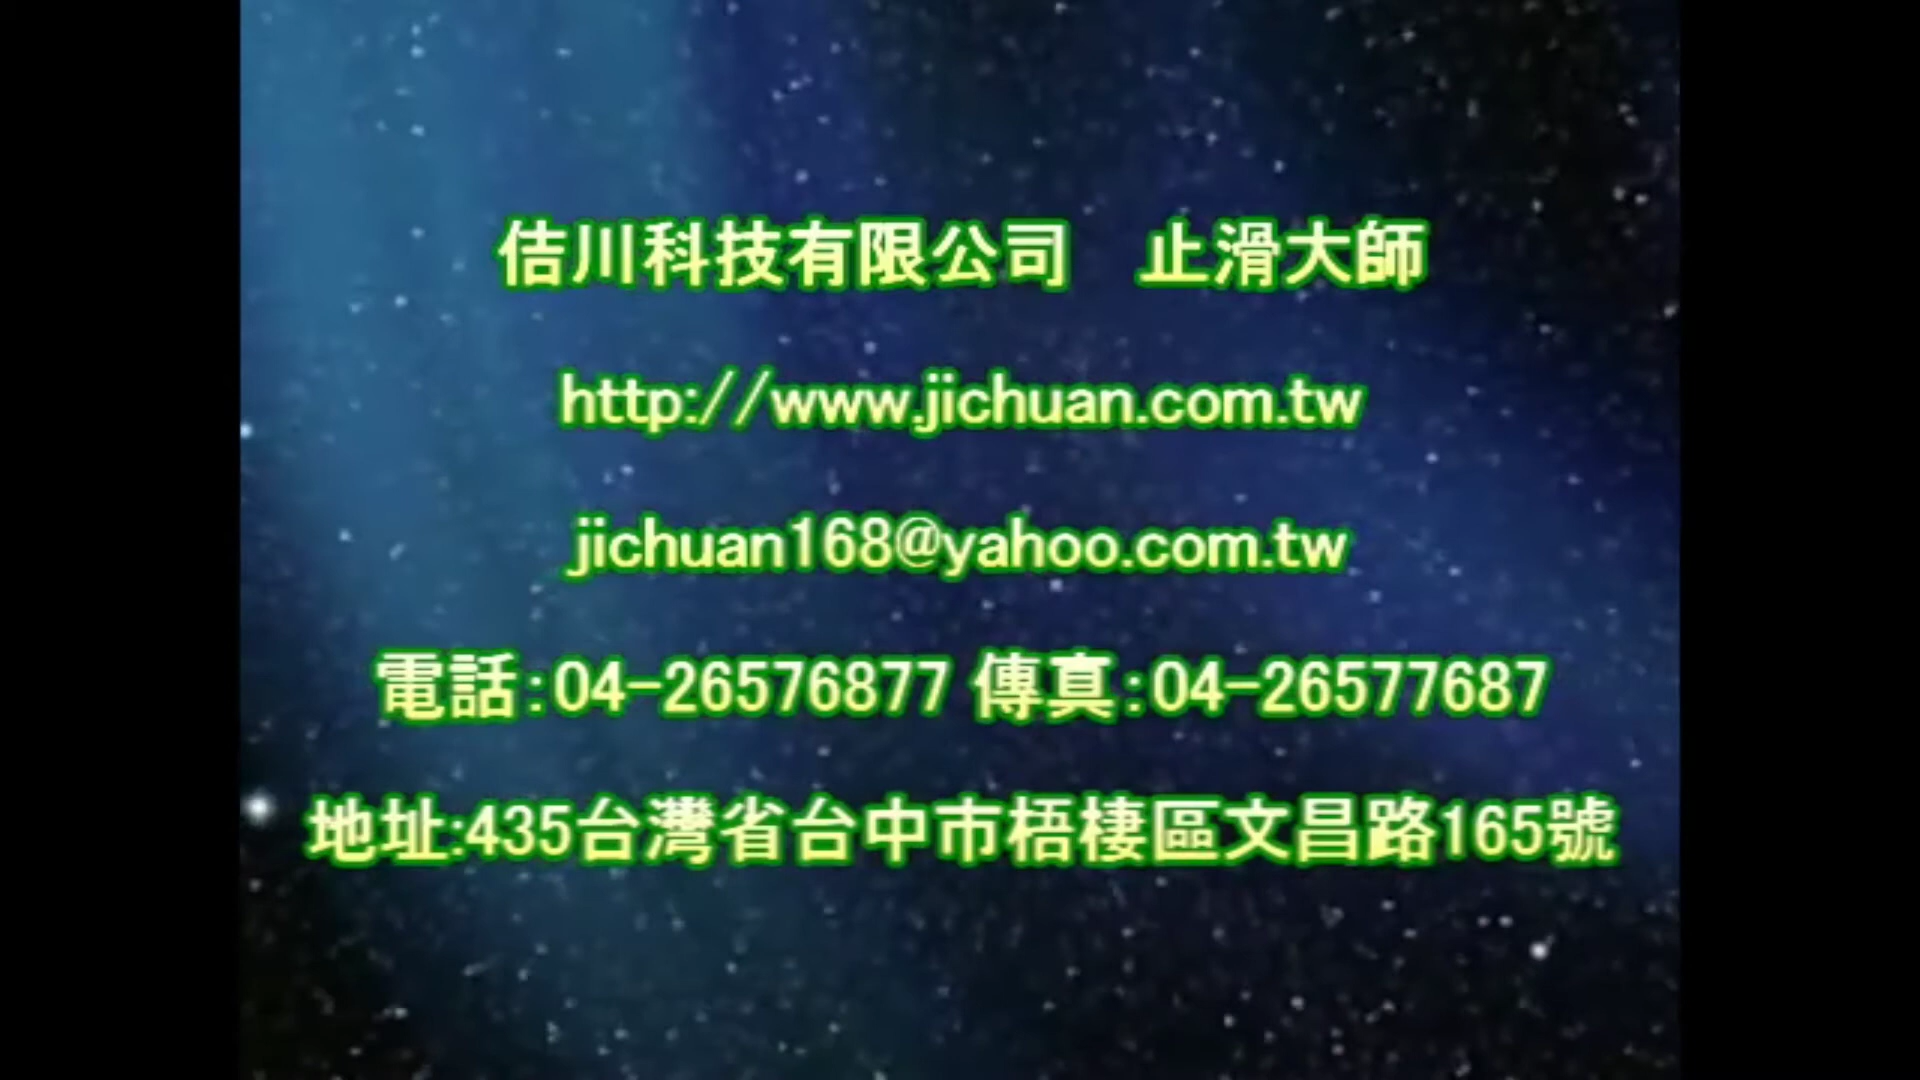 佶川科技有限公司　止滑大師
http://www.jichuan.com.tw
jichuan168@yahoo.com.tw
電話:04-26576877 傳真:04-26577687
地址:435台灣省台中市梧棲區文昌路165號